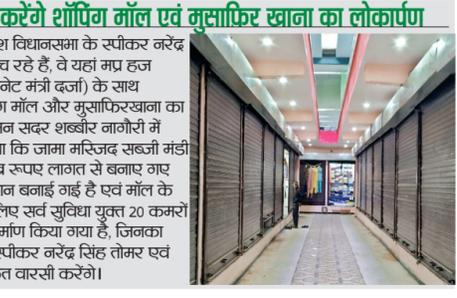 करेंगे शॉपिंग मॉल एवं मुसाफ़िर खाना का लोकार्पण
विधानसभा के स्पीकर नरेंद्र
रहे हैं, वे यहां मप्र हज
मंत्री दर्जा) के साथ
मॉल और मुसाफिरखाना का
सदर शब्बीर नागौरी में
कि जामा मस्जिद सब्जी मंडी
रूपए लागत से बनाए गए
बनाई गई है एवं मॉल के
लिए सर्व सुविधा युक्त 20 कमरों
किया गया है, जिनका
स्पीकर नरेंद्र सिंह तोमर एवं
वारसी करेंगे।